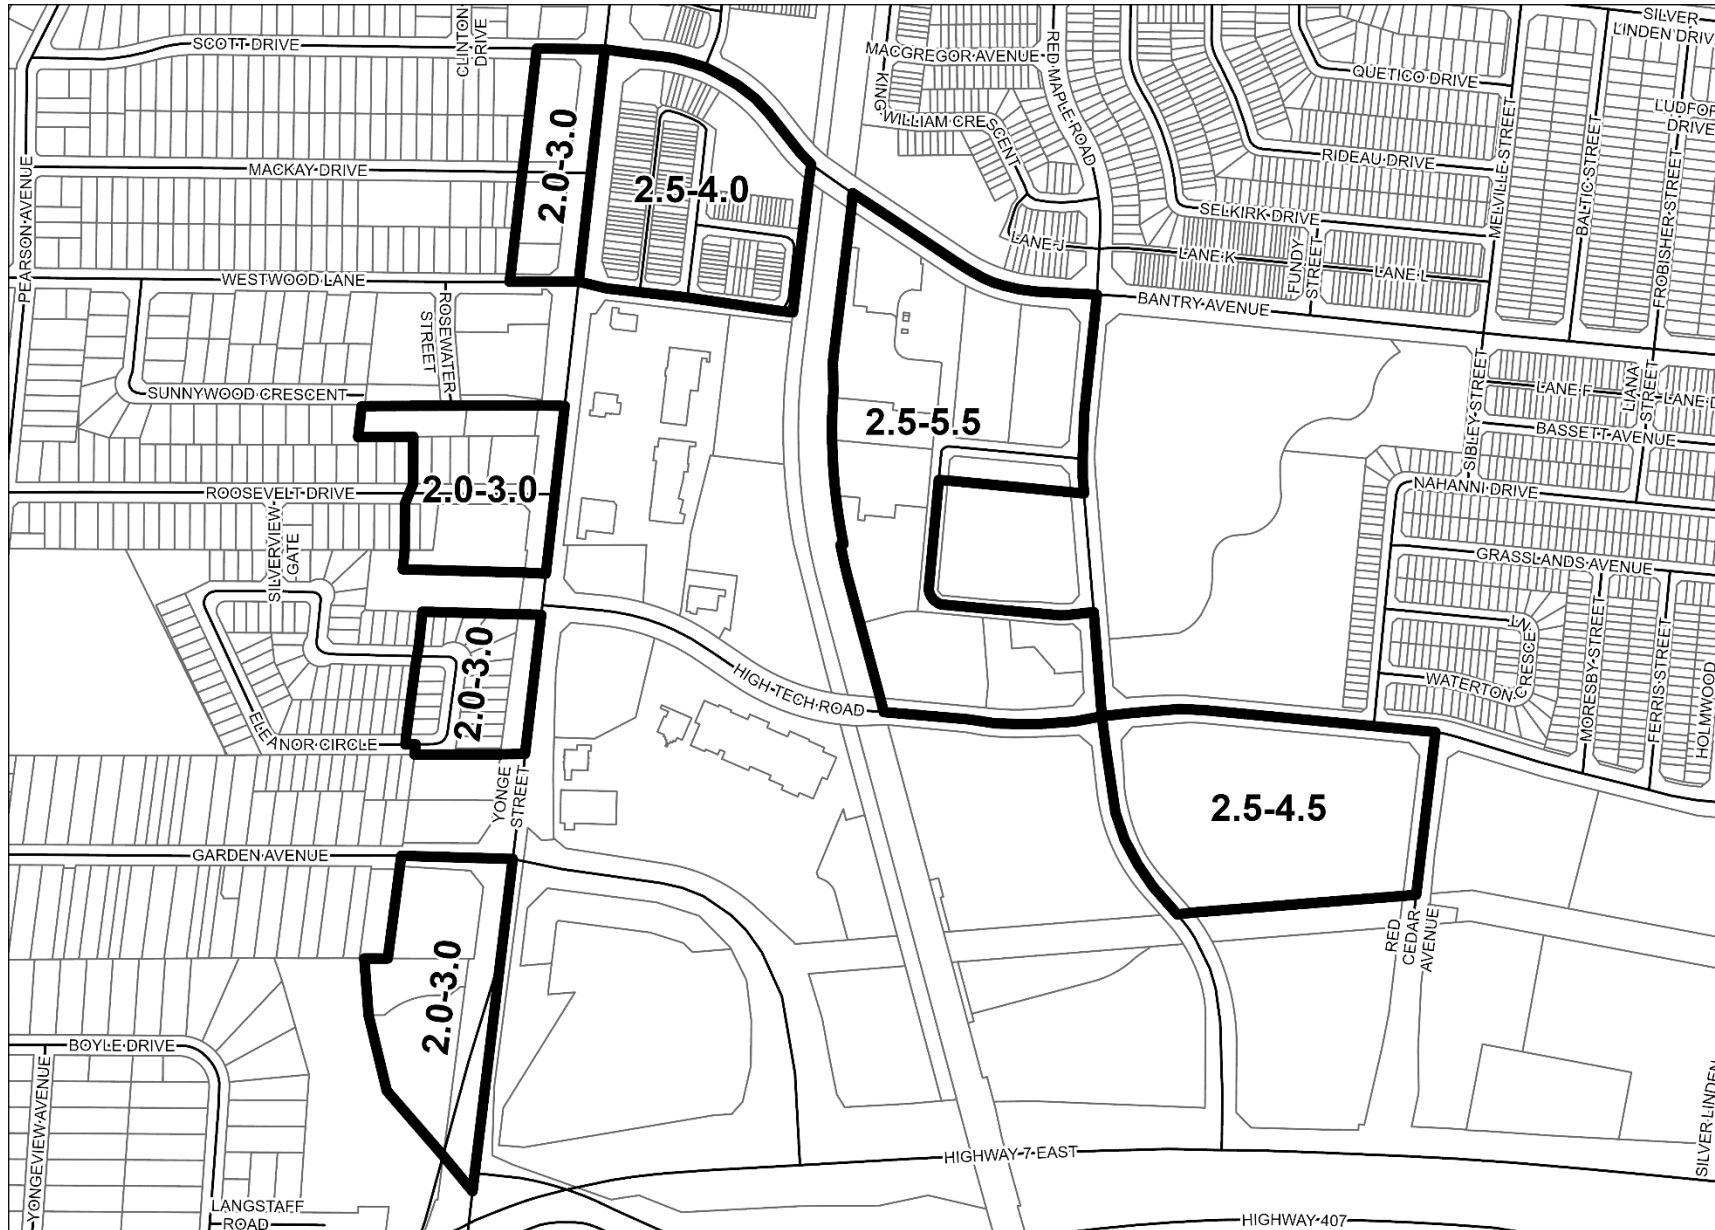 SILVER
LINDEN DRIV
SCOTT DRIVE
CLINTON
DRIVE
MACGREGOR AVENUE
RED MAPLE ROAD
QUETICO DRIVE
KING
WILLIAM CRESCENT
LUDFOR
DRIVE
2.0-3.0
MACKAY DRIVE
2.5-4.0
RIDEAU DRIVE
MELVILLE STREET
BALTIC STREET
FROBISHER STREET
PEARSON AVENUE
SELKIRK DRIVE
LANE J
LANE K
FUNDY
STREET
LANE L
WESTWOOD LANE
ROSEWATER
STREET
BANTRY AVENUE
SUNNYWOOD CRESCENT
SIBLEY STREET
LANE F
LIANA
STREET
LANE D
2.5-5.5
BASSETT AVENUE
ROOSEVELT DRIVE
2.0-3.0
NAHANNI DRIVE
SILVERVIEW
GATE
GRASSLANDS AVENUE
2.0-3.0
ELEANOR CIRCLE
HIGH TECH ROAD
WATERTON
CRESCENT
MORESBY STREET
FERRIS STREET
HOLMWOOD
YONGE
STREET
2.5-4.5
GARDEN AVENUE
RED
CEDAR
AVENUE
2.0-3.0
BOYLE DRIVE
YONGEVIEW AVENUE
SILVER LINDEN
HIGHWAY 7 EAST
LANGSTAFF
ROAD
HIGHWAY 407